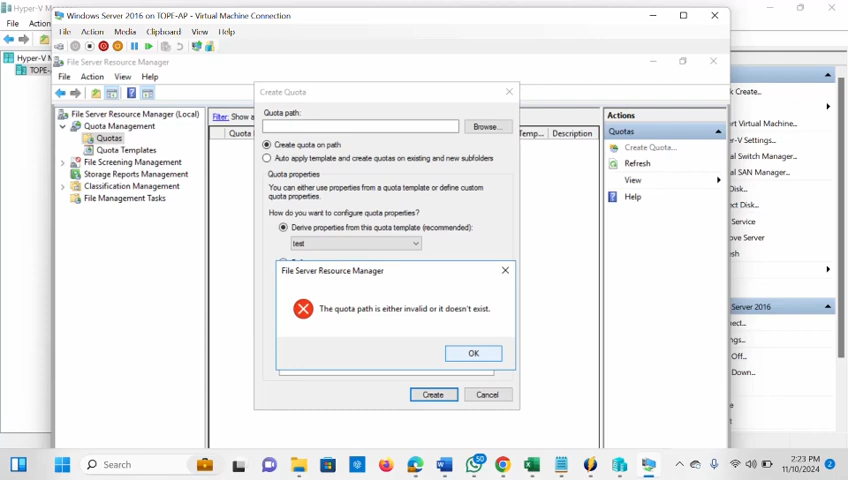 Hyper-V M
Windows Server 2016 on TOPE-AP - Virtual Machine Connection
File
Action
File Action Media Clipboard View Help
Hyper-V M
TOPE-
File Server Resource Manager
File Action View Help
File Server Resource Manager (Local)
Quota Management
Quotas
Quota Templates
File Screening Management
Storage Reports Management
Classification Management
File Management Tasks
Filter: Show a
Quota
Temp...
Description
Create Quota
Quota path:
Browse...
Create quota on path
Auto apply template and create quotas on existing and new subfolders
Quota properties
You can either use properties from a quota template or define custom
quota properties.
How do you want to configure quota properties?
Derive properties from this quota template (recommended):
test
File Server Resource Manager
The quota path is either invalid or it doesn't exist.
OK
Create
Cancel
Actions
Quotas
Create Quota...
Refresh
View
Help
k Create...
ort Virtual Machine...
-V Settings...
ual Switch Manager...
al SAN Manager...
Disk...
ect Disk...
Service
ove Server
esh
Server 2016
nect...
ngs...
Off...
Down...
Search
50
2:23 PM
11/10/2024
2